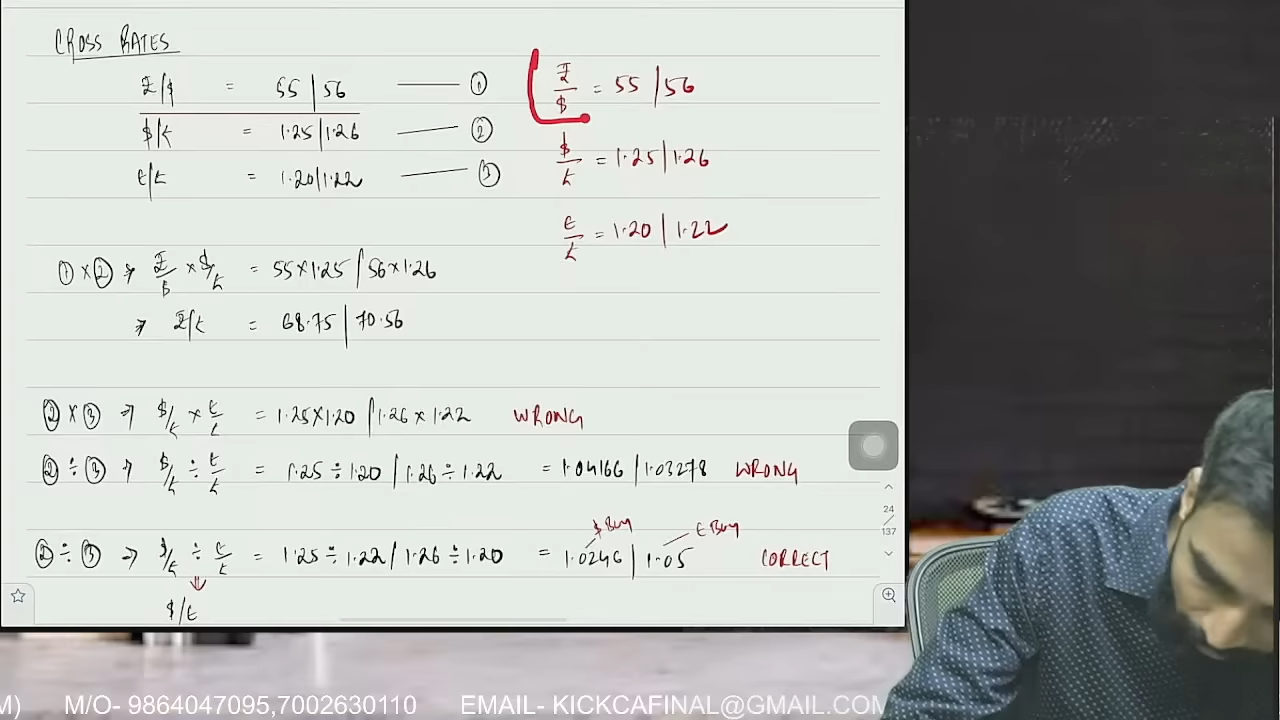 CROSS RATES
₹/$ = 55 | 56 —— ①
$/£ = 1.25 | 1.26 —— ②
€/£ = 1.20 | 1.22 —— ③
₹/$ = 55 | 56
$/£ = 1.25 | 1.26
€/£ = 1.20 | 1.22
① × ② ⇒ ₹/$ × $/£ = 55×1.25 | 56×1.26
⇒ ₹/£ = 68.75 | 70.56
② × ③ ⇒ $/£ × €/£ = 1.25×1.20 | 1.26×1.22 WRONG
② ÷ ③ ⇒ $/£ ÷ €/£ = 1.25÷1.20 | 1.26÷1.22 = 1.04166 | 1.03278 WRONG
$ Buy € Buy
② ÷ ③ ⇒ $/£ ÷ €/£ = 1.25÷1.22 / 1.26÷1.20 = 1.0246 | 1.05 CORRECT
⇓
$/€
24
137
M) M/O- 9864047095,7002630110 EMAIL- KICKCAFINAL@GMAIL.COM